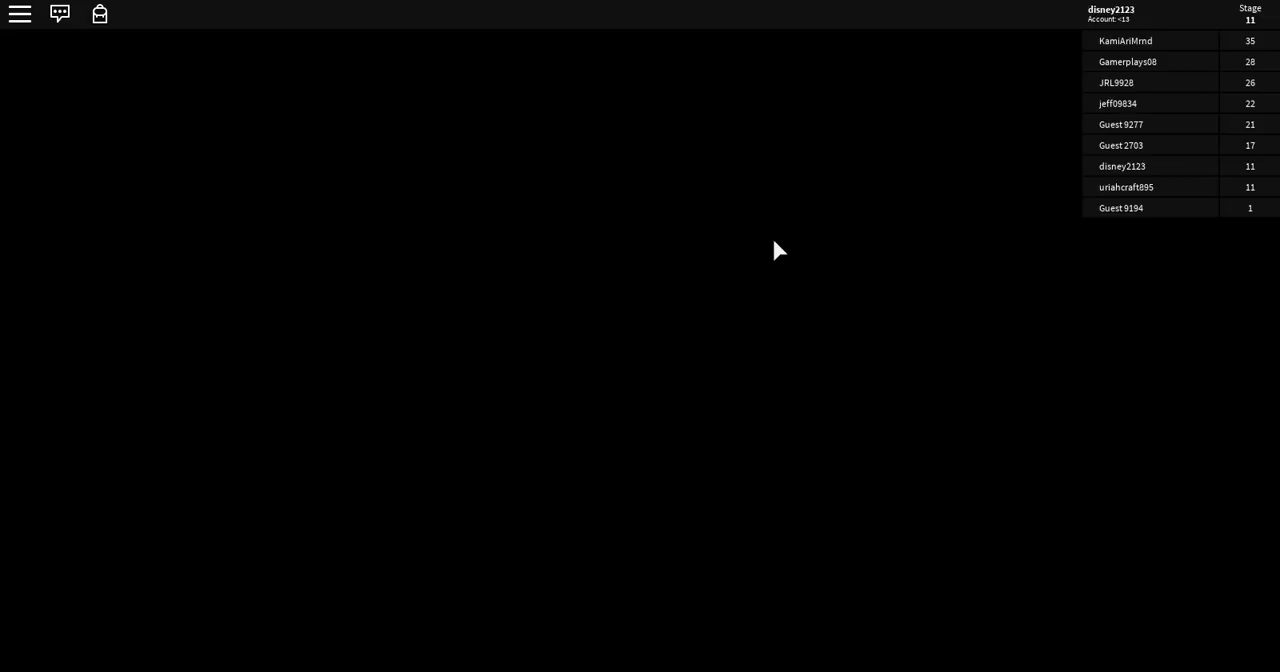 disney2123 Stage
Account: <13 11
KamiAriMrnd 35
Gamerplays08 28
JRL9928 26
jeff09834 22
Guest 9277 21
Guest 2703 17
disney2123 11
uriahcraft895 11
Guest 9194 1